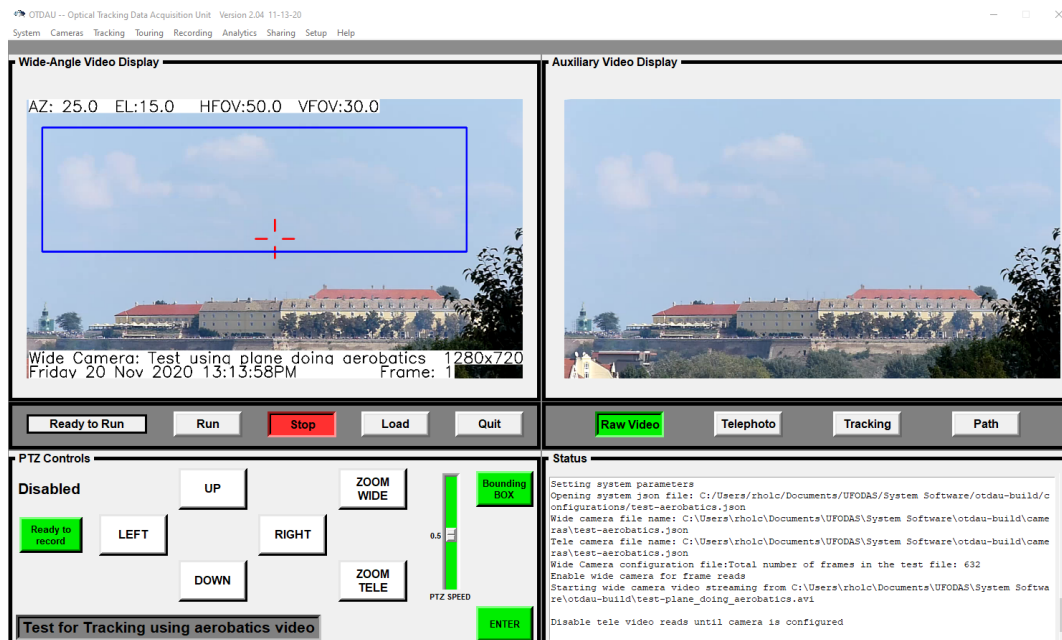 OTDAU -- Optical Tracking Data Acquisition Unit Version 2.04 11-13-20
System Cameras Tracking Touring Recording Analytics Sharing Setup Help
Wide-Angle Video Display
Auxiliary Video Display
AZ: 25.0 EL:15.0 HFOV:50.0 VFOV:30.0
Wide Camera: Test using plane doing aerobatics 1280x720
Friday 20 Nov 2020 13:13:58PM Frame: 1
Ready to Run
Run
Stop
Load
Quit
Raw Video
Telephoto
Tracking
Path
PTZ Controls
Disabled
UP
ZOOM
WIDE
Bounding
BOX
Ready to
record
LEFT
RIGHT
0.5
DOWN
ZOOM
TELE
PTZ SPEED
Test for Tracking using aerobatics video
ENTER
Status
Setting system parameters
Opening system json file: C:/Users/rholc/Documents/UFODAS/System Software/otdau-build/c
onfigurations/test-aerobatics.json
Wide camera file name: C:\Users\rholc\Documents\UFODAS\System Software\otdau-build\came
ras\test-aerobatics.json
Tele camera file name: C:\Users\rholc\Documents\UFODAS\System Software\otdau-build\came
ras\test-aerobatics.json
Wide Camera configuration file:Total number of frames in the test file: 632
Enable wide camera for frame reads
Starting wide camera video streaming from C:\Users\rholc\Documents\UFODAS\System Softwa
re\otdau-build\test-plane_doing_aerobatics.avi
Disable tele video reads until camera is configured